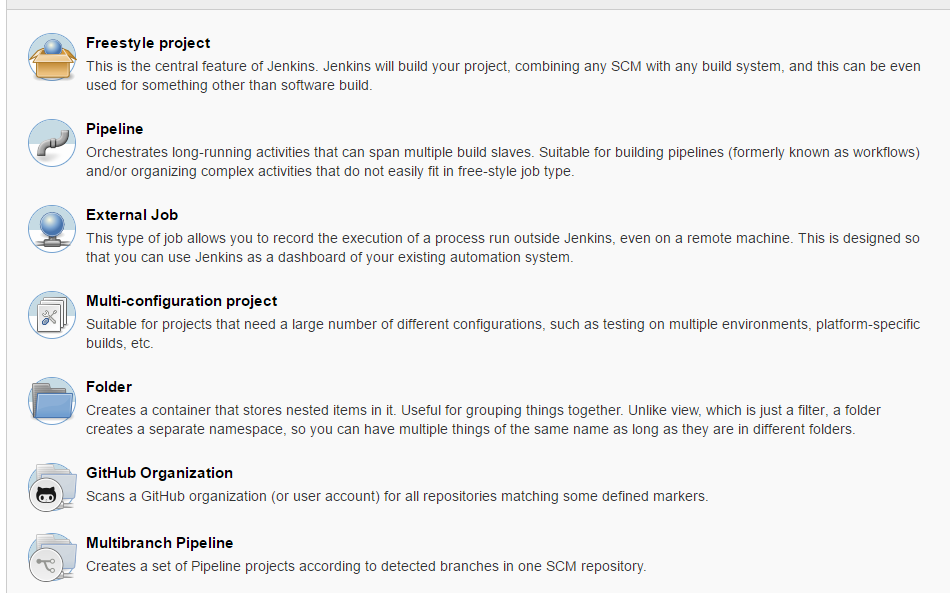 Freestyle project
This is the central feature of Jenkins. Jenkins will build your project, combining any SCM with any build system, and this can be even
used for something other than software build.
Pipeline
Orchestrates long-running activities that can span multiple build slaves. Suitable for building pipelines (formerly known as workflows)
and/or organizing complex activities that do not easily fit in free-style job type.
External Job
This type of job allows you to record the execution of a process run outside Jenkins, even on a remote machine. This is designed so
that you can use Jenkins as a dashboard of your existing automation system.
Multi-configuration project
Suitable for projects that need a large number of different configurations, such as testing on multiple environments, platform-specific
builds, etc.
Folder
Creates a container that stores nested items in it. Useful for grouping things together. Unlike view, which is just a filter, a folder
creates a separate namespace, so you can have multiple things of the same name as long as they are in different folders.
GitHub Organization
Scans a GitHub organization (or user account) for all repositories matching some defined markers.
Multibranch Pipeline
Creates a set of Pipeline projects according to detected branches in one SCM repository.